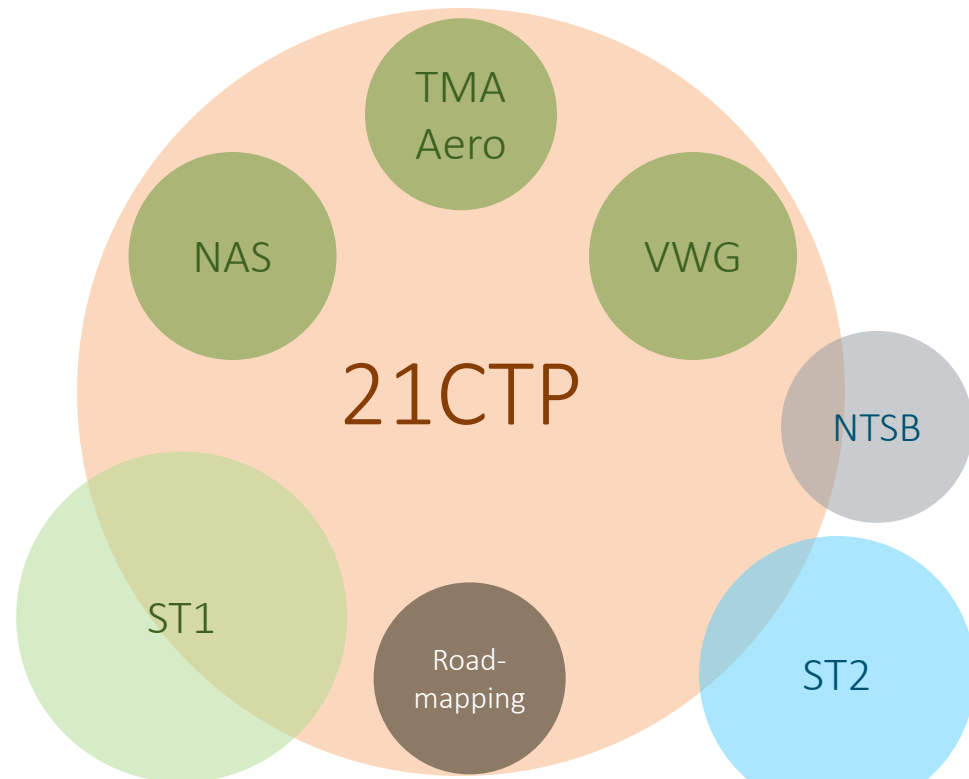 TMA
Aero
NAS
VWG
21CTP
NTSB
ST1
Road-
mapping
ST2